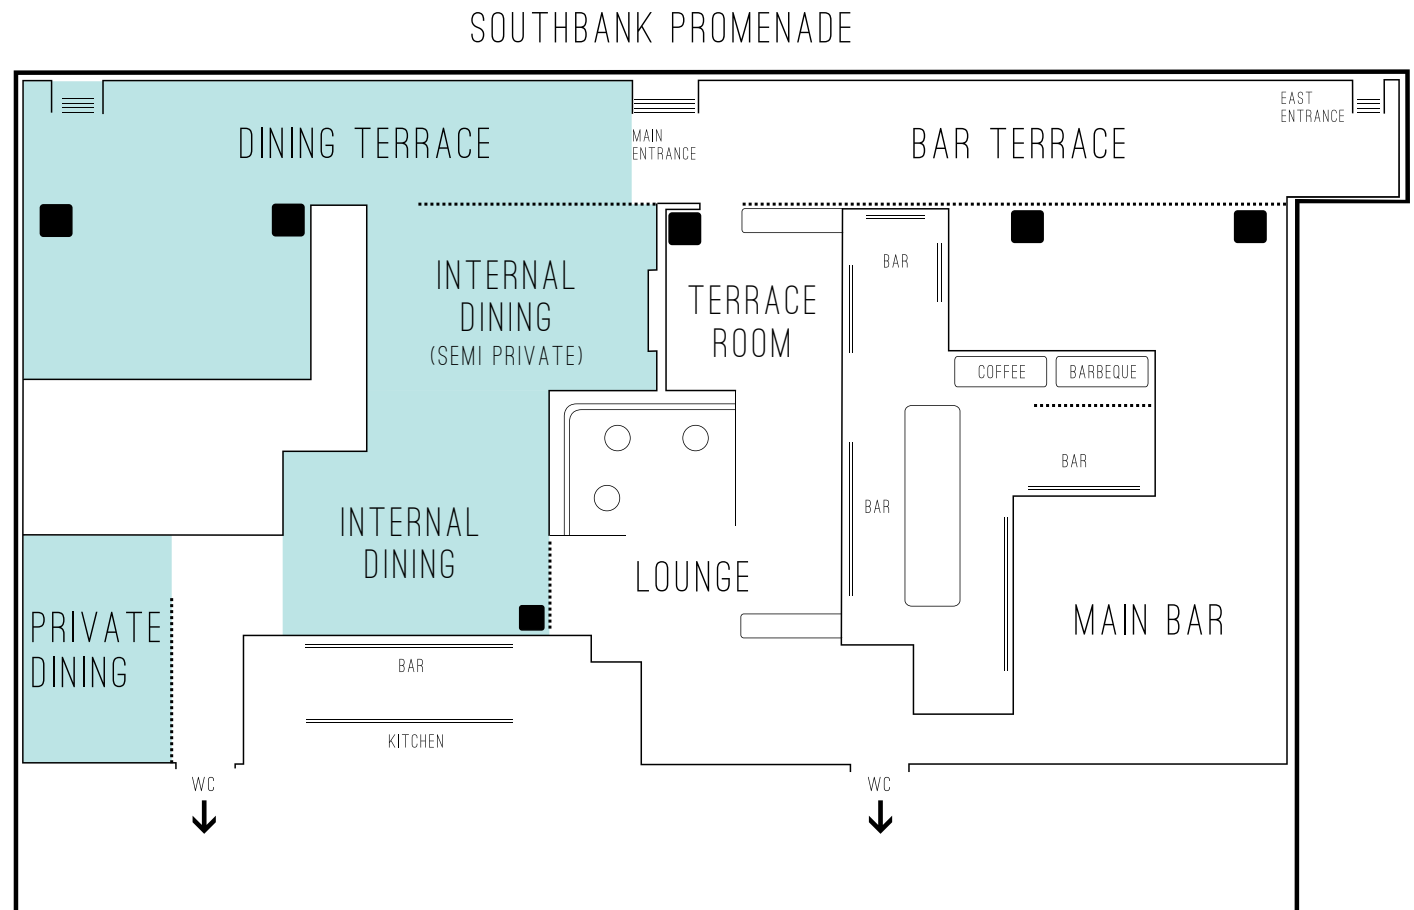 SOUTHBANK PROMENADE
EAST
ENTRANCE
DINING TERRACE
MAIN
ENTRANCE
BAR TERRACE
INTERNAL
DINING
(SEMI PRIVATE)
TERRACE
ROOM
BAR
COFFEE
BARBEQUE
BAR
BAR
INTERNAL
DINING
LOUNGE
PRIVATE
DINING
MAIN BAR
BAR
KITCHEN
WC
WC